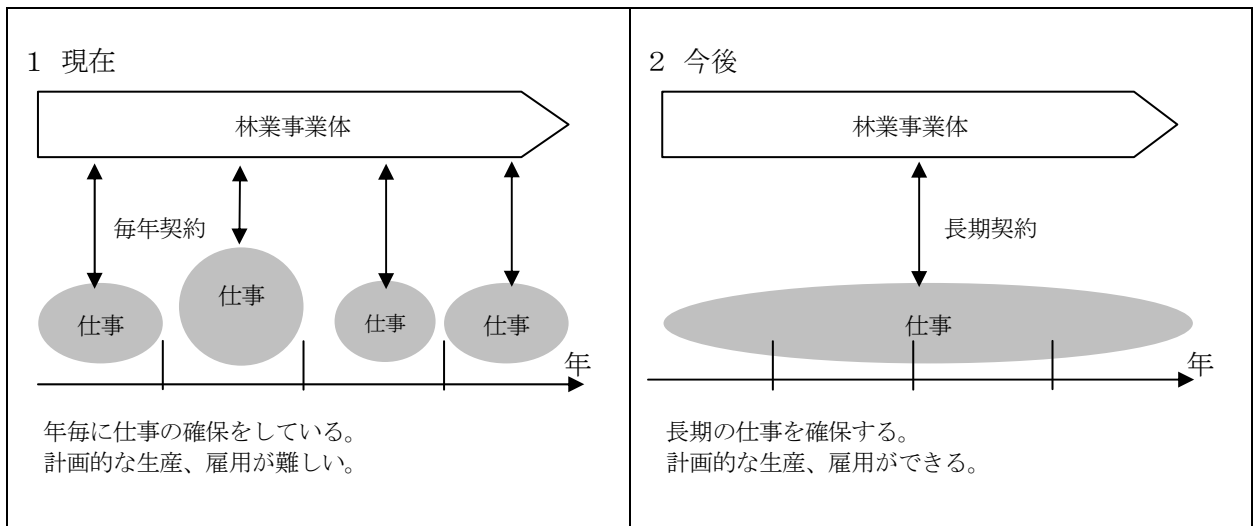 1 現在
林業事業体
毎年契約
仕事
仕事
仕事
仕事
年
年毎に仕事の確保をしている。
計画的な生産、雇用が難しい。
2 今後
林業事業体
長期契約
仕事
年
長期の仕事を確保する。
計画的な生産、雇用ができる。